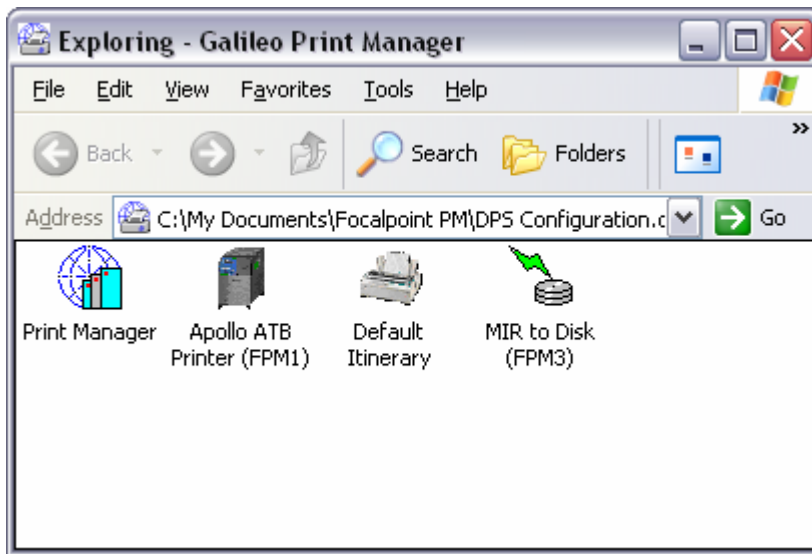 Exploring - Galileo Print Manager
File Edit View Favorites Tools Help
Back Search Folders »
Address C:\My Documents\Focalpoint PM\DPS Configuration.c Go
Print Manager Apollo ATB Default MIR to Disk
Printer (FPM1) Itinerary (FPM3)